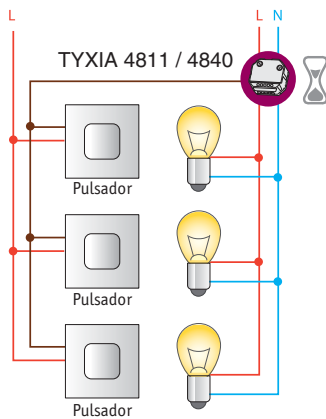 L
L N
TYXIA 4811 / 4840
Pulsador
Pulsador
Pulsador